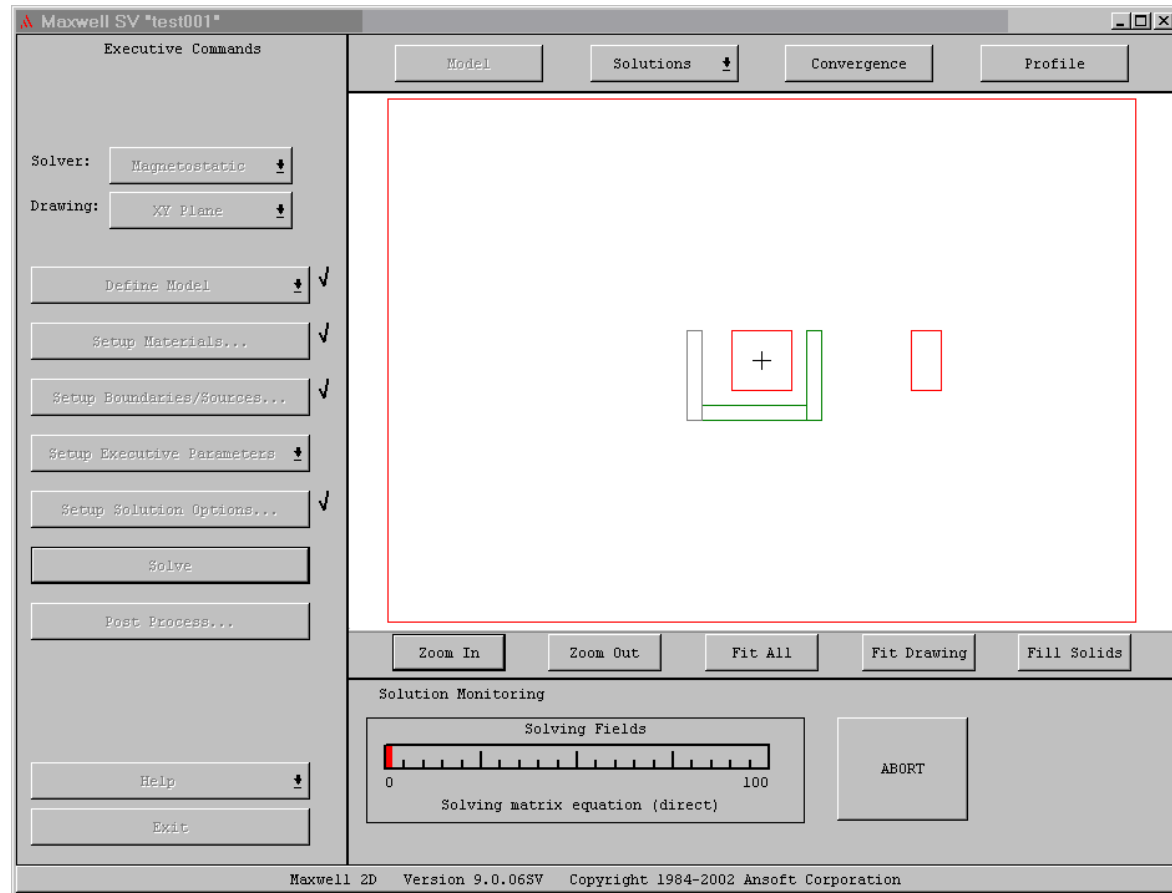 Maxwell SV "test001"
Executive Commands
Solver: Magnetostatic
Drawing: XY Plane
Define Model
Setup Materials...
Setup Boundaries/Sources...
Setup Executive Parameters
Setup Solution Options...
Solve
Post Process...
Help
Exit
Model Solutions Convergence Profile
Zoom In Zoom Out Fit All Fit Drawing Fill Solids
Solution Monitoring
Solving Fields
0 100
Solving matrix equation (direct)
ABORT
Maxwell 2D Version 9.0.06SV Copyright 1984-2002 Ansoft Corporation